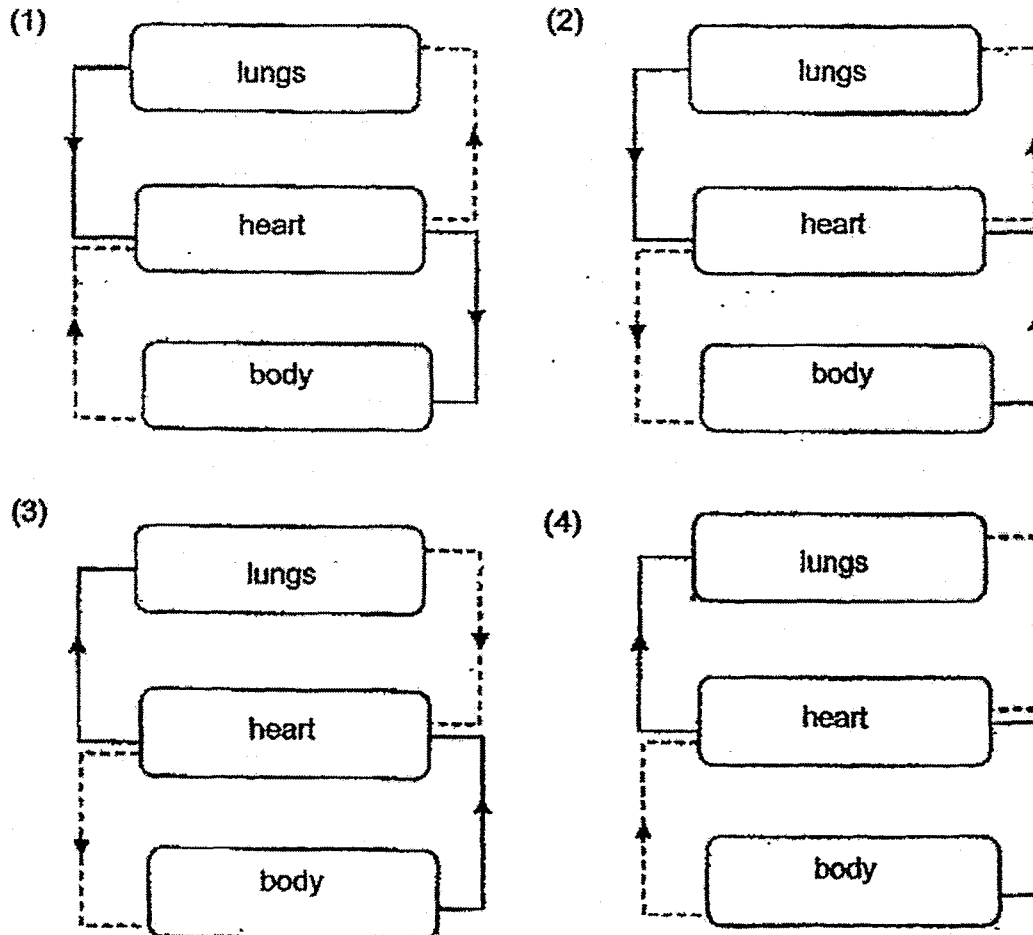 (1)
lungs
heart
body
(2)
lungs
heart
body
(3)
lungs
heart
body
(4)
lungs
heart
body